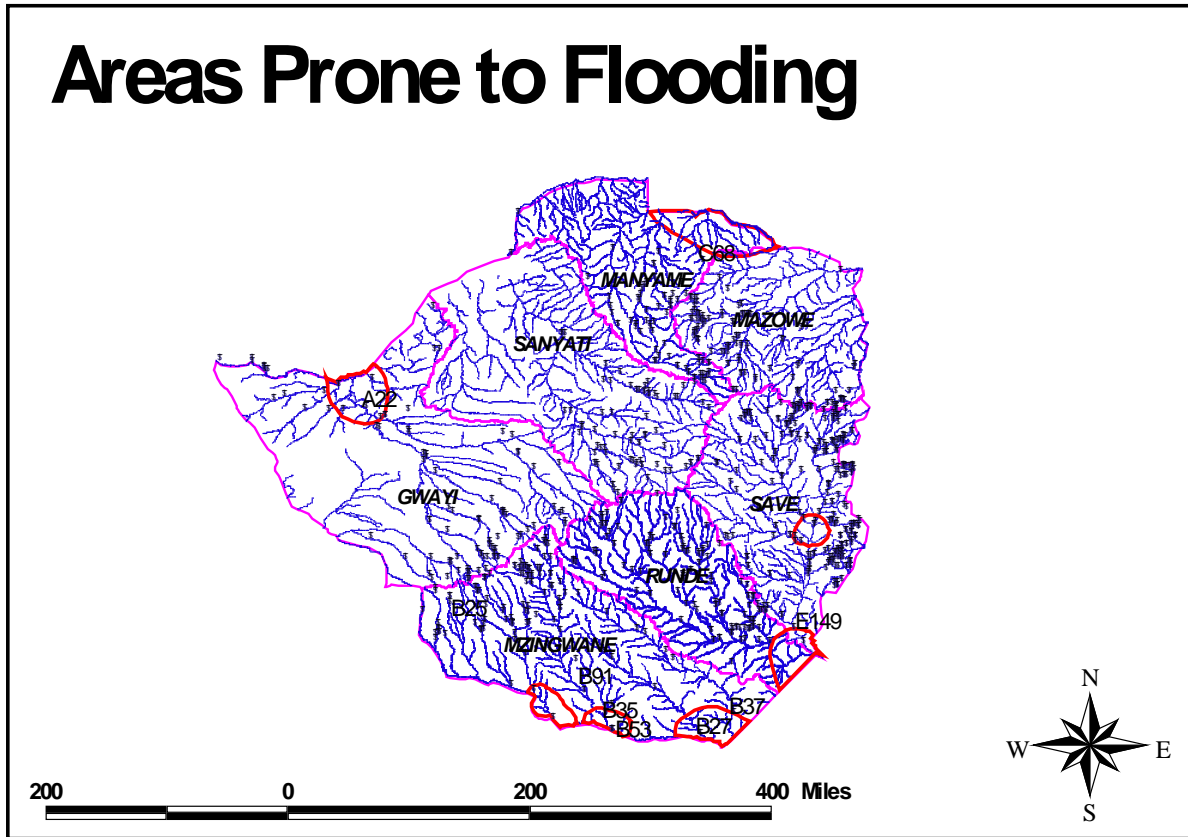 Areas Prone to Flooding
C68
MANYAME
MAZOWE
SANYATI
A22
GWAYI
SAVE
RUNDE
B25
E149
MZINGWANE
B91
B35
B37
B53
B27
N
W E
S
200 0 200 400 Miles